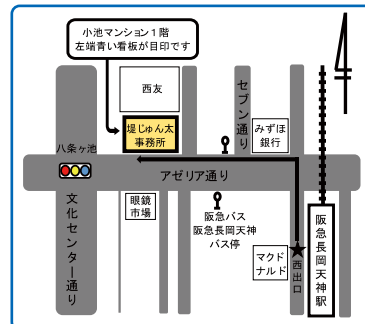 小池マンション1階
左端青い看板が目印です
西友
堤じゅん太
事務所
セブン通り
みずほ
銀行
八条ヶ池
アゼリア通り
文化センター通り
眼鏡
市場
阪急バス
阪急長岡天神
バス停
マクド
ナルド
西出口
阪急長岡天神駅